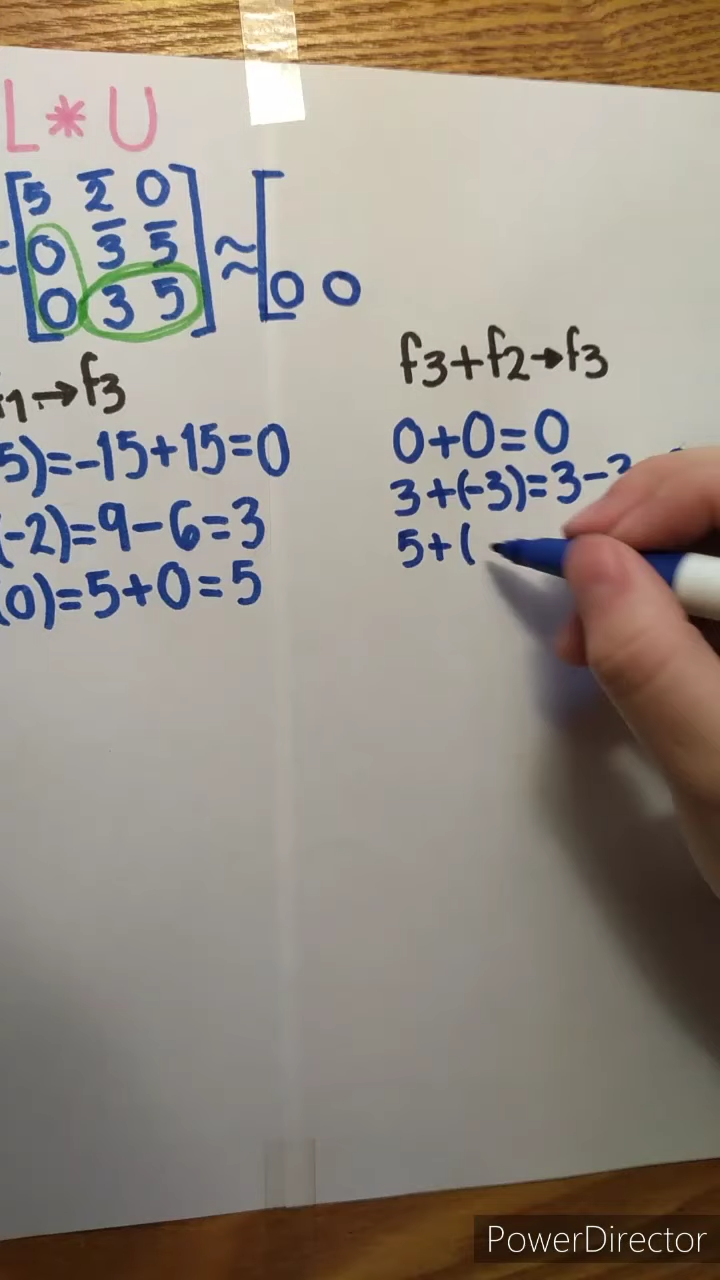 L * U
= [5 -2 0
0 -3 -5
0 3 5] ≈ [
0 0
f1 → f3
5)=-15+15=0
(-2)=9-6=3
(0)=5+0=5
f3+f2→f3
0+0=0
3+(-3)=3-3
5+(
PowerDirector